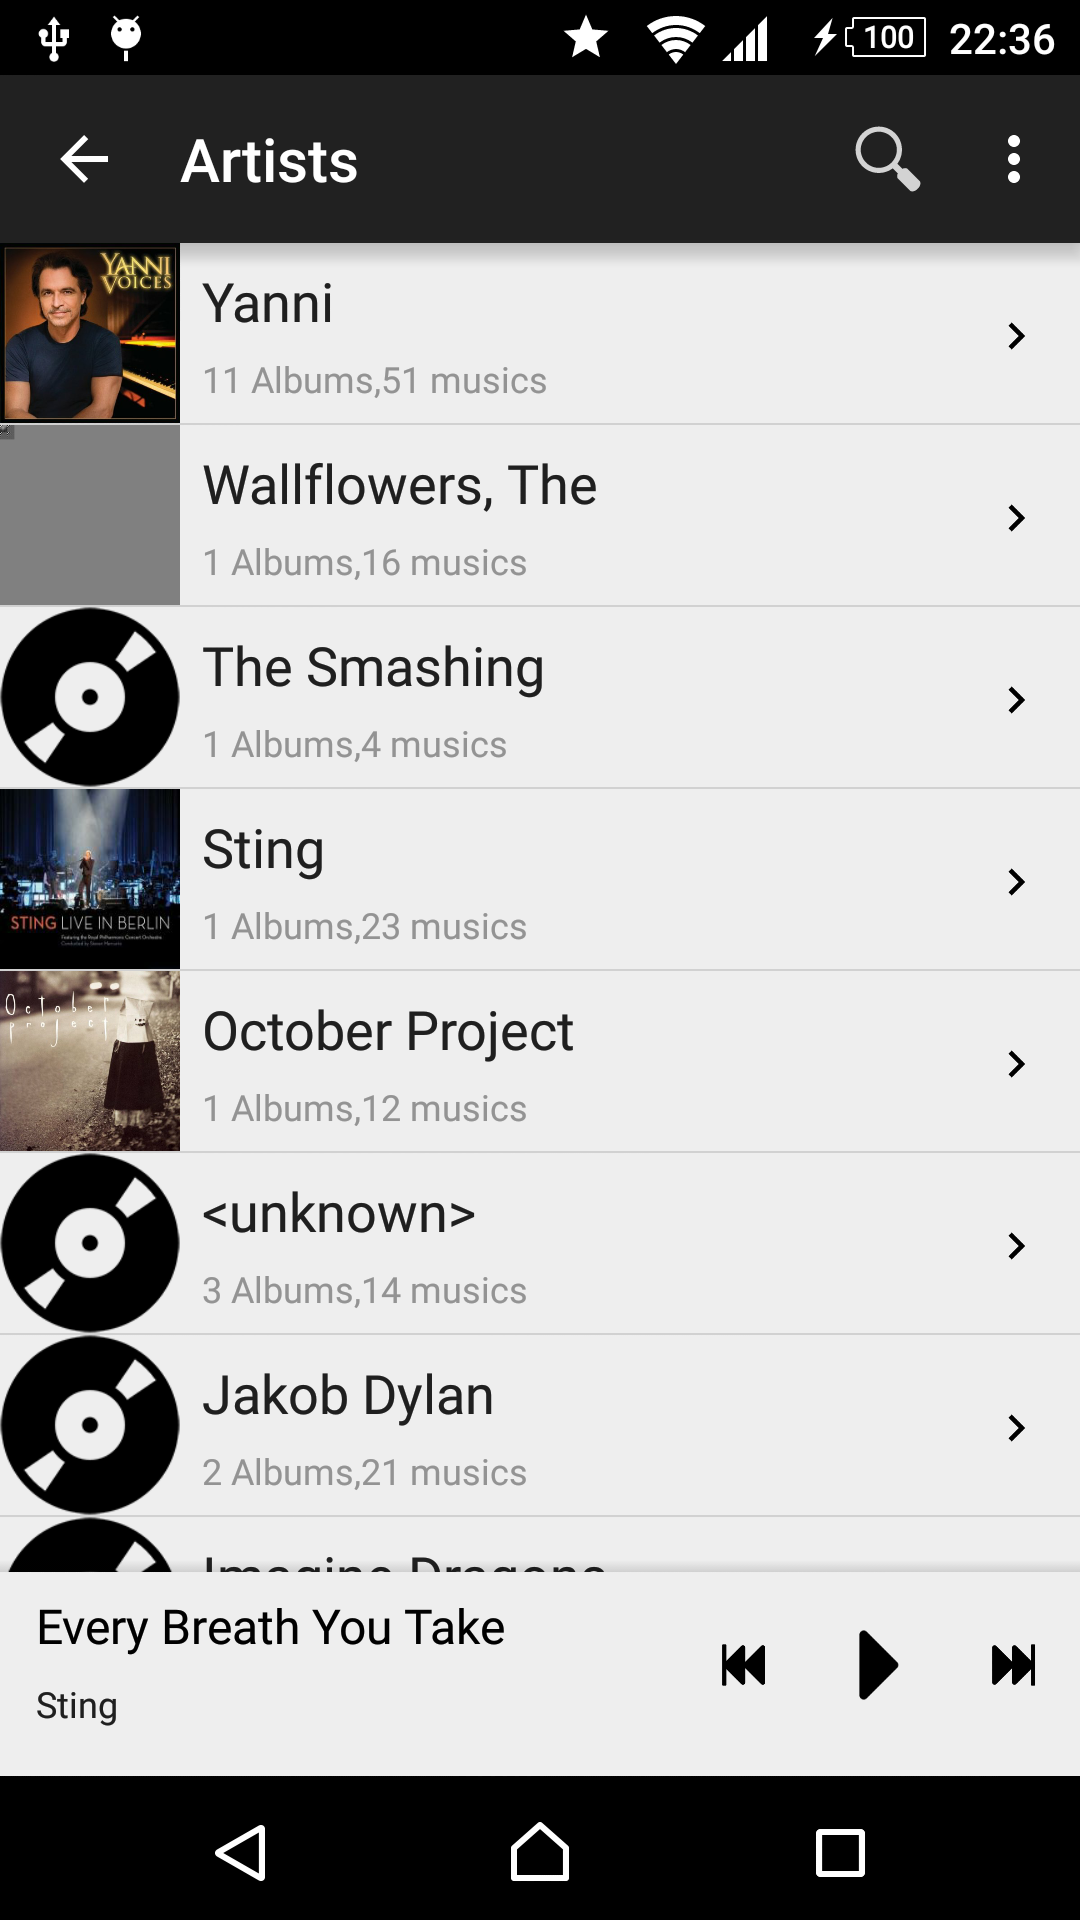 100 22:36
Artists
YANNI
VOICES
Yanni
11 Albums,51 musics
Wallflowers, The
1 Albums,16 musics
The Smashing
1 Albums,4 musics
Sting
1 Albums,23 musics
STING LIVE IN BERLIN
October
project
October Project
1 Albums,12 musics
<unknown>
3 Albums,14 musics
Jakob Dylan
2 Albums,21 musics
Imagine Dragons
Every Breath You Take
Sting